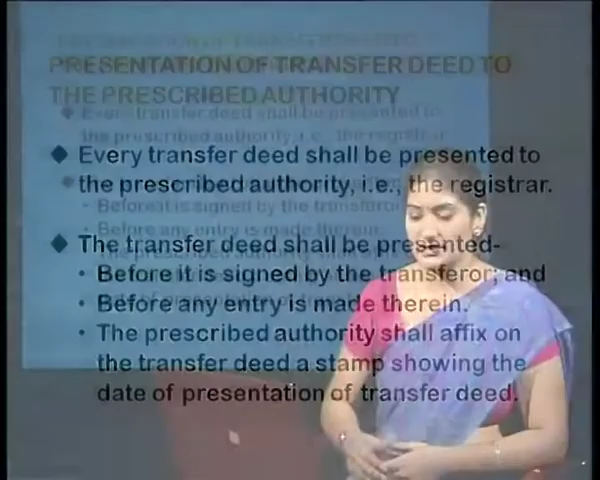 PRESENTATION OF TRANSFER DEED TO
THE PRESCRIBED AUTHORITY
◆ Every transfer deed shall be presented to
the prescribed authority, i.e., the registrar.
◆ The transfer deed shall be presented-
• Before it is signed by the transferor; and
• Before any entry is made therein.
• The prescribed authority shall affix on
the transfer deed a stamp showing the
date of presentation of transfer deed.